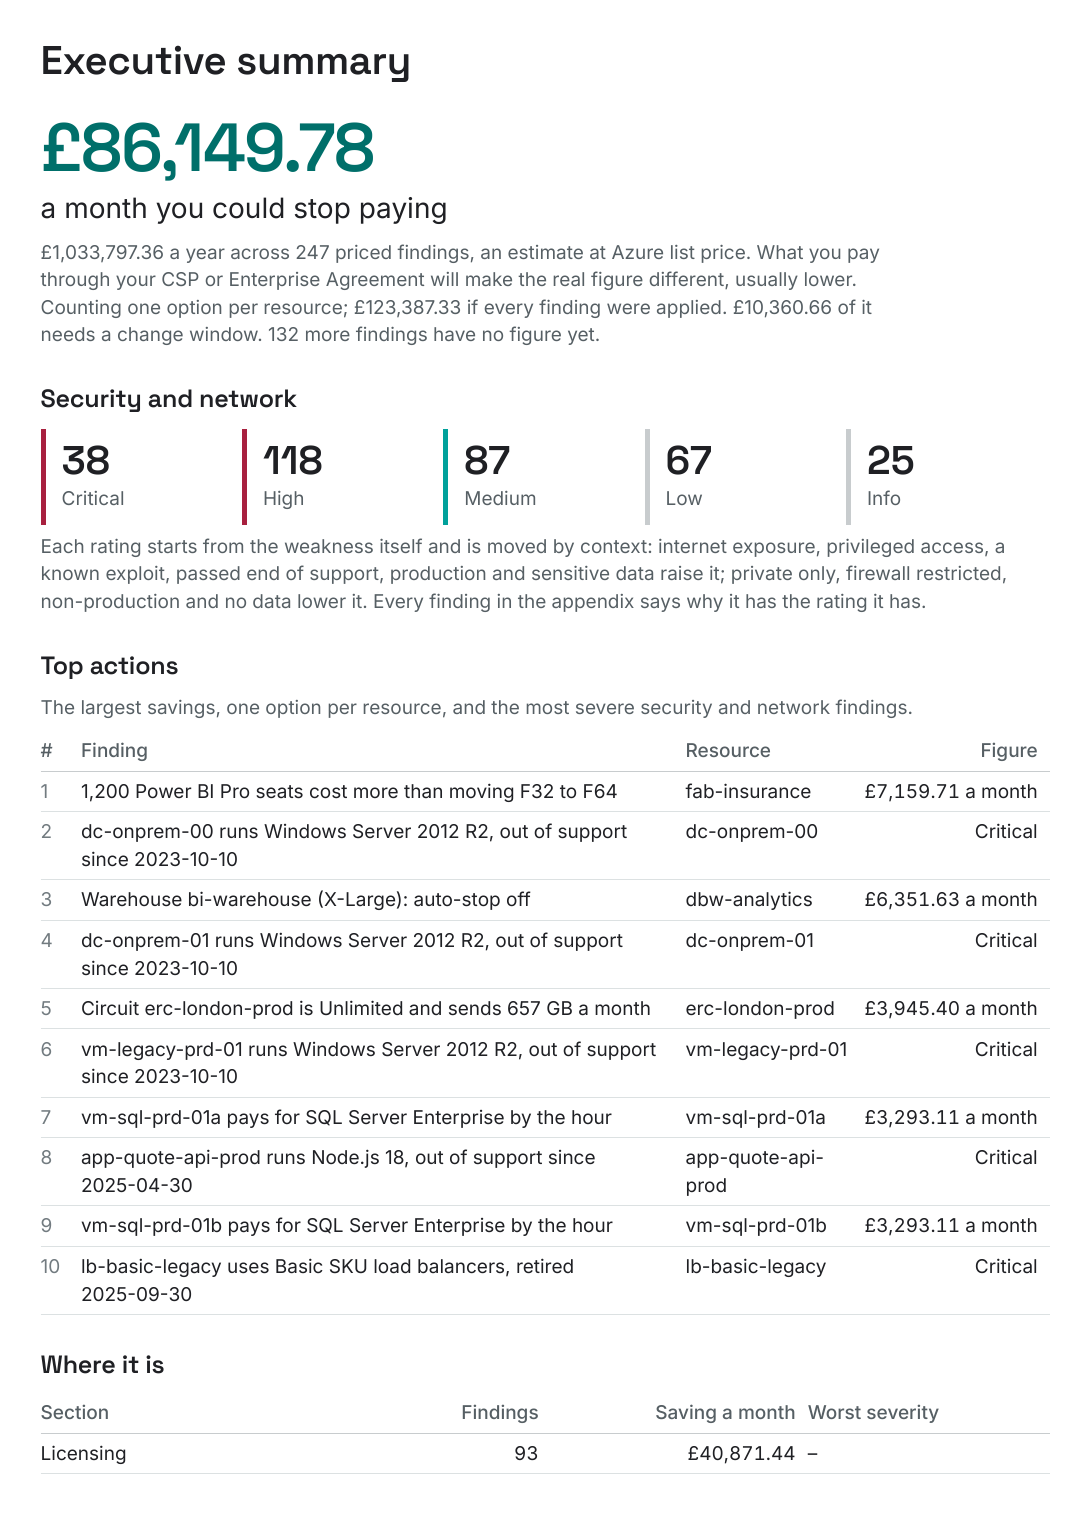 Executive summary
£86,149.78
a month you could stop paying
£1,033,797.36 a year across 247 priced findings, an estimate at Azure list price. What you pay
through your CSP or Enterprise Agreement will make the real figure different, usually lower.
Counting one option per resource; £123,387.33 if every finding were applied. £10,360.66 of it
needs a change window. 132 more findings have no figure yet.
Security and network
38 118 87 67 25
Critical High Medium Low Info
Each rating starts from the weakness itself and is moved by context: internet exposure, privileged access, a
known exploit, passed end of support, production and sensitive data raise it; private only, firewall restricted,
non-production and no data lower it. Every finding in the appendix says why it has the rating it has.
Top actions
The largest savings, one option per resource, and the most severe security and network findings.
# Finding Resource Figure
1 1,200 Power BI Pro seats cost more than moving F32 to F64 fab-insurance £7,159.71 a month
2 dc-onprem-00 runs Windows Server 2012 R2, out of support dc-onprem-00 Critical
since 2023-10-10
3 Warehouse bi-warehouse (X-Large): auto-stop off dbw-analytics £6,351.63 a month
4 dc-onprem-01 runs Windows Server 2012 R2, out of support dc-onprem-01 Critical
since 2023-10-10
5 Circuit erc-london-prod is Unlimited and sends 657 GB a month erc-london-prod £3,945.40 a month
6 vm-legacy-prd-01 runs Windows Server 2012 R2, out of support vm-legacy-prd-01 Critical
since 2023-10-10
7 vm-sql-prd-01a pays for SQL Server Enterprise by the hour vm-sql-prd-01a £3,293.11 a month
8 app-quote-api-prod runs Node.js 18, out of support since app-quote-api- Critical
2025-04-30 prod
9 vm-sql-prd-01b pays for SQL Server Enterprise by the hour vm-sql-prd-01b £3,293.11 a month
10 lb-basic-legacy uses Basic SKU load balancers, retired lb-basic-legacy Critical
2025-09-30
Where it is
Section Findings Saving a month Worst severity
Licensing 93 £40,871.44 –